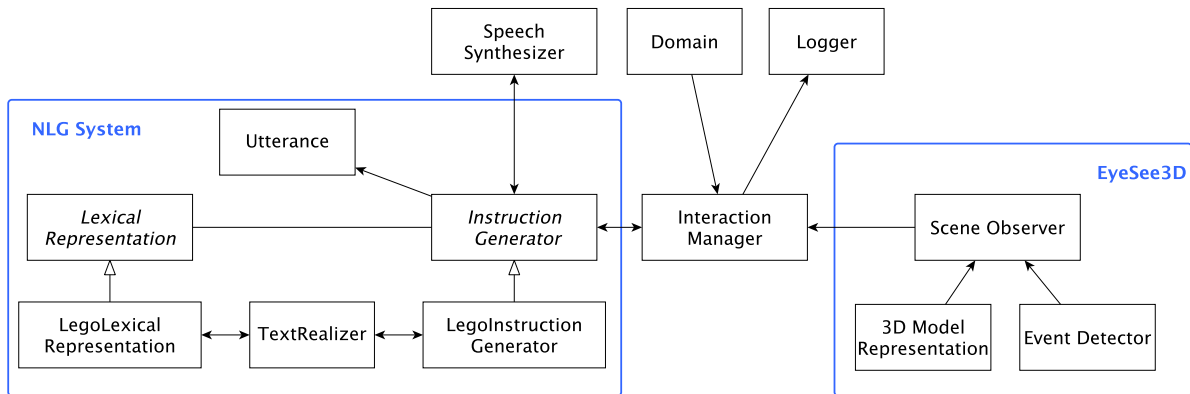 Speech
Synthesizer
Domain
Logger
NLG System
Utterance
EyeSee3D
Lexical
Representation
Instruction
Generator
Interaction
Manager
Scene Observer
LegoLexical
Representation
TextRealizer
LegoInstruction
Generator
3D Model
Representation
Event Detector